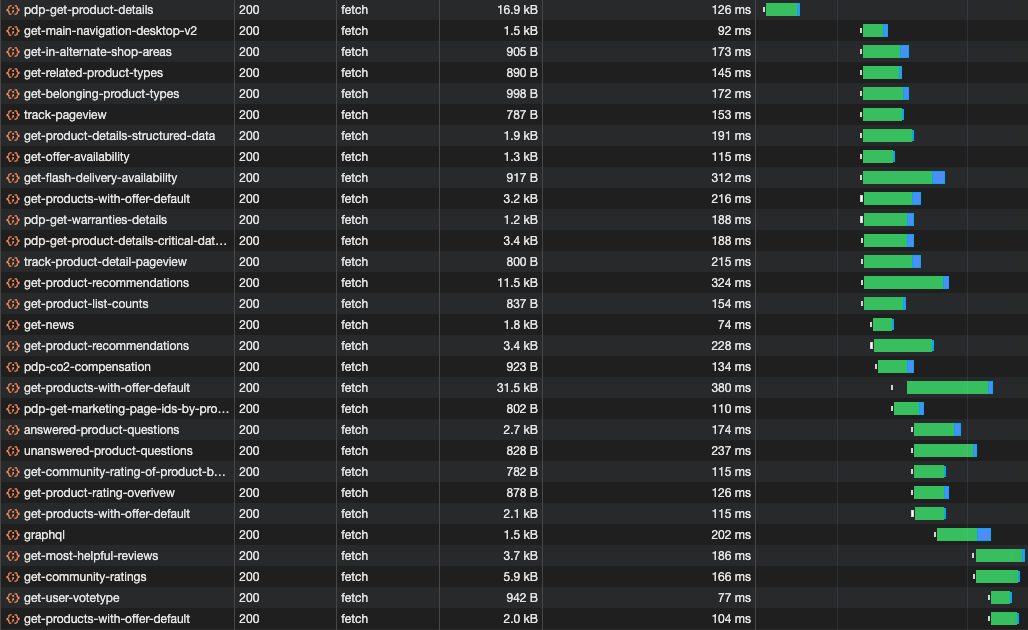 pdp-get-product-details 200 fetch 16.9 kB 126 ms
get-main-navigation-desktop-v2 200 fetch 1.5 kB 92 ms
get-in-alternate-shop-areas 200 fetch 905 B 173 ms
get-related-product-types 200 fetch 890 B 145 ms
get-belonging-product-types 200 fetch 998 B 172 ms
track-pageview 200 fetch 787 B 153 ms
get-product-details-structured-data 200 fetch 1.9 kB 191 ms
get-offer-availability 200 fetch 1.3 kB 115 ms
get-flash-delivery-availability 200 fetch 917 B 312 ms
get-products-with-offer-default 200 fetch 3.2 kB 216 ms
pdp-get-warranties-details 200 fetch 1.2 kB 188 ms
pdp-get-product-details-critical-dat... 200 fetch 3.4 kB 188 ms
track-product-detail-pageview 200 fetch 800 B 215 ms
get-product-recommendations 200 fetch 11.5 kB 324 ms
get-product-list-counts 200 fetch 837 B 154 ms
get-news 200 fetch 1.8 kB 74 ms
get-product-recommendations 200 fetch 3.4 kB 228 ms
pdp-co2-compensation 200 fetch 923 B 134 ms
get-products-with-offer-default 200 fetch 31.5 kB 380 ms
pdp-get-marketing-page-ids-by-pro... 200 fetch 802 B 110 ms
answered-product-questions 200 fetch 2.7 kB 174 ms
unanswered-product-questions 200 fetch 828 B 237 ms
get-community-rating-of-product-b... 200 fetch 782 B 115 ms
get-product-rating-overivew 200 fetch 878 B 126 ms
get-products-with-offer-default 200 fetch 2.1 kB 115 ms
graphql 200 fetch 1.5 kB 202 ms
get-most-helpful-reviews 200 fetch 3.7 kB 186 ms
get-community-ratings 200 fetch 5.9 kB 166 ms
get-user-votetype 200 fetch 942 B 77 ms
get-products-with-offer-default 200 fetch 2.0 kB 104 ms